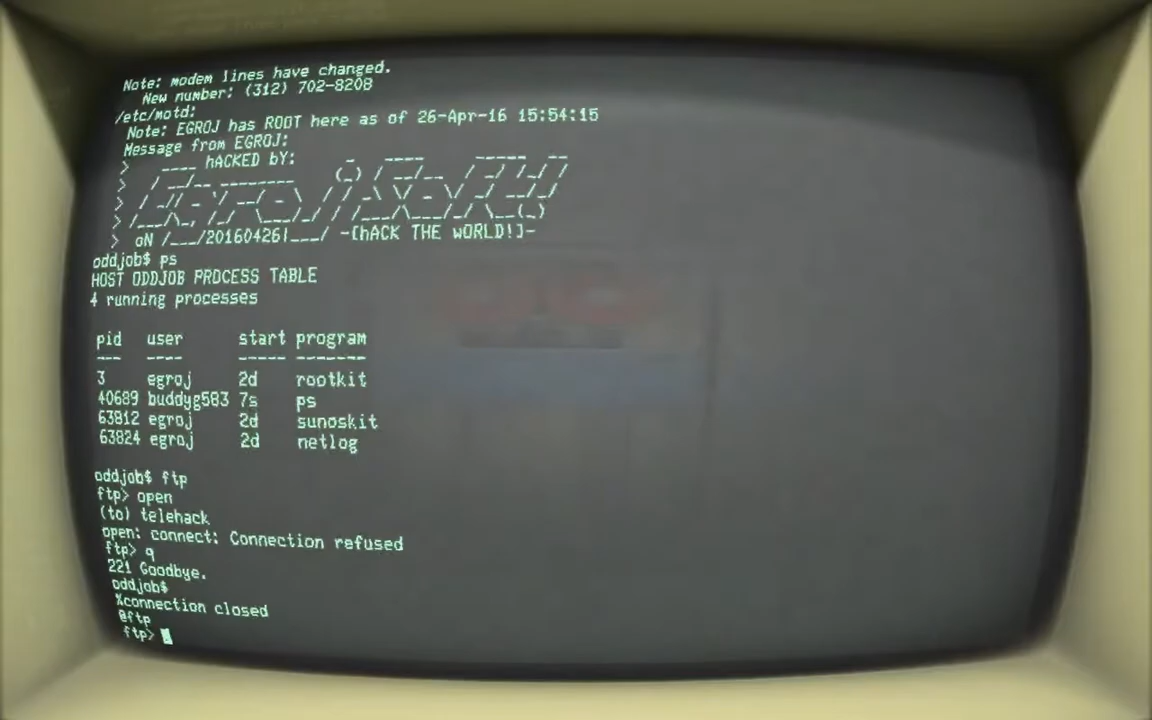 Note: modem lines have changed.
New number: (312) 702-8208
/etc/motd:
Note: EGROJ has ROOT here as of 26-Apr-16 15:54:15
Message from EGROJ:
> ____ hACKED bY:
>
>
>
> oN /___/20160426|___/ -[hACK THE wORLD!]-
oddjob$ ps
HOST ODDJOB PROCESS TABLE
4 running processes
pid user start program
--- ---- ----- -------
3 egroj 2d rootkit
40689 buddyg583 7s ps
63812 egroj 2d sunoskit
63824 egroj 2d netlog
oddjob$ ftp
ftp> open
(to) telehack
open: connect: Connection refused
ftp> q
221 Goodbye.
oddjob$
%connection closed
@ftp
ftp>